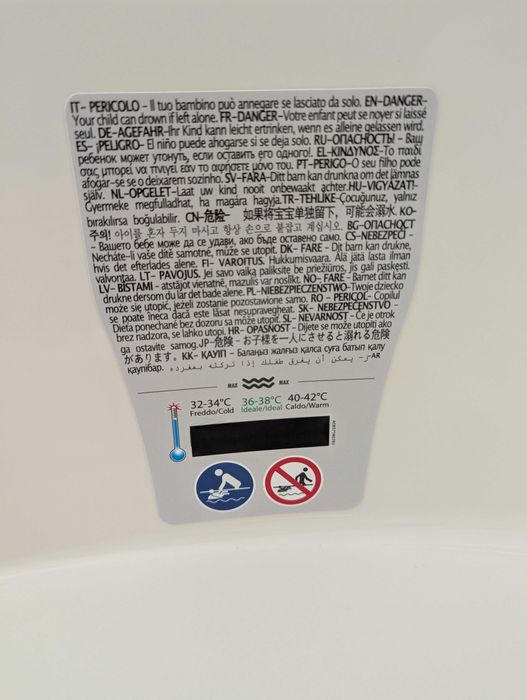 IT- PERICOLO - Il tuo bambino può annegare se lasciato da solo. EN-DANGER-
Your child can drown if left alone. FR-DANGER-Votre enfant peut se noyer si laissé
seul. DE-AGEFAHR-Ihr Kind kann leicht ertrinken, wenn es alleine gelassen wird.
ES- ¡PELIGRO- El niño puede ahogarse si se deja solo. RU-ОПАСНОСТЬ! - Ваш
ребенок может утонуть, если оставить его одного!. EL-ΚΙΝΔΥΝΟΣ-Το παιδί
σας μπορεί να πνιγεί εάν το αφήσετε μόνο του. PT-PERIGO-O seu filho pode
afogar-se se o deixarem sozinho. SV-FARA-Ditt barn kan drunkna om det lämnas
själv. NL-OPGELET-Laat uw kind nooit onbewaakt achter.HU-VIGYAZAT!-
Gyermeke megfulladhat, ha magára hagyja.TR-TEHLİKE-Çocuğunuz, yalnız
bırakılırsa boğulabilir. CN-危险- 如果将宝宝单独留下，可能会溺水. KO-
주의! 아이를 혼자 두지 마시고 항상 손으로 붙잡고 계십시오. BG-ОПАСНОСТ
- Вашето бебе може да се удави, ако бъде оставено само. CS-NEBEZPEČÍ -
Necháte-li vaše dítě samotné, může se utopit. DK- FARE - Dit barn kan drukne,
hvis det efterlades alene. FI- VAROITUS. Hukkumisvaara. Älä jätä lasta ilman
valvontaa. LT- PAVOJUS. Jei savo vaiką paliksite be priežiūros, jis gali paskęsti.
LV- BĪSTAMI - atstājot vienatnē, mazulis var noslīkt. NO- FARE - Barnet ditt kan
drukne dersom du lar det bade alene. PL-NIEBEZPIECZEŃSTWO-Twoje dziecko
może się utopić, jeżeli zostanie pozostawione samo. RO - PERICOL- Copilul
se poate îneca dacă este lăsat nesupravegheat. SK- NEBEZPEČENSTVO -
Dieťa ponechané bez dozoru sa môže utopiť. SL- NEVARNOST - Če je otrok
brez nadzora, se lahko utopi. HR- OPASNOST - Dijete se može utopiti ako
ga ostavite samog.JP-危険 - お子様を一人にさせると溺れる危険
があります。KK- ҚАУІП - Балаңыз жалғыз қалса суға батып қалу
қаупі бар. AR- يمكن أن يغرق طفلك إذا تركته بمفرده.
MAX MAX
32-34°C 36-38°C 40-42°C
Freddo/Cold Ideale/Ideal Caldo/Warm